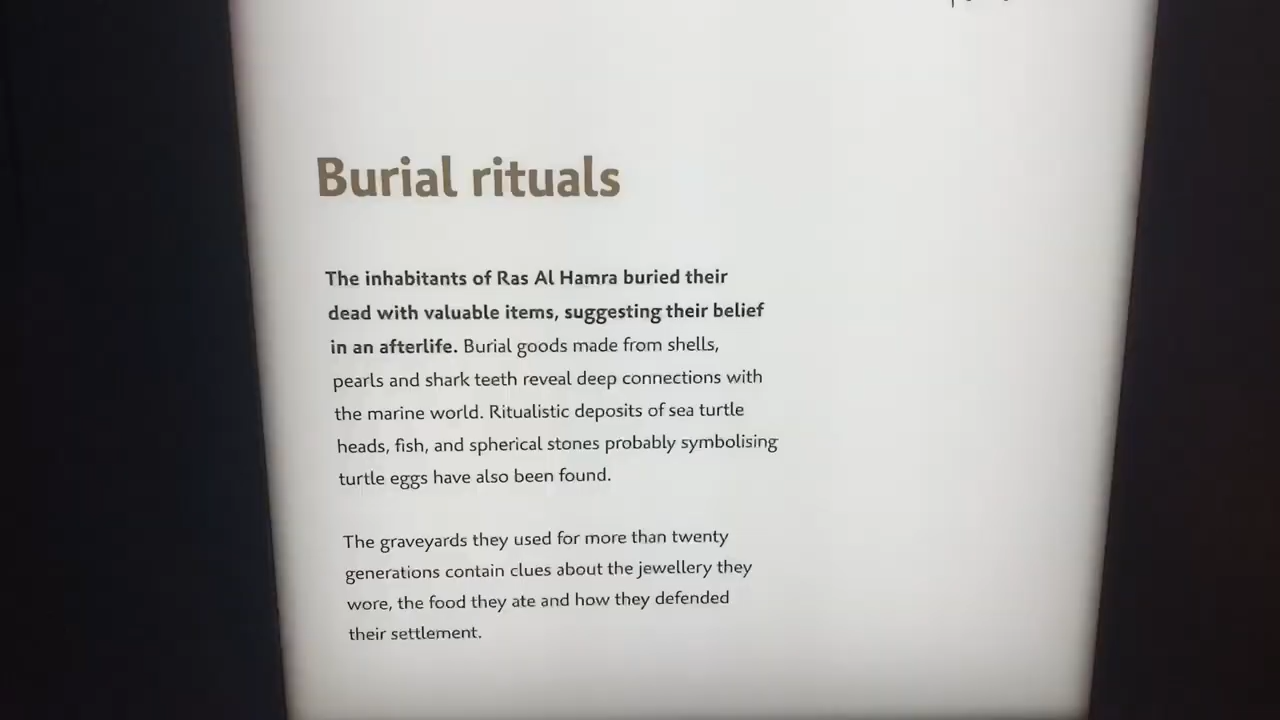 Burial rituals
The inhabitants of Ras Al Hamra buried their
dead with valuable items, suggesting their belief
in an afterlife. Burial goods made from shells,
pearls and shark teeth reveal deep connections with
the marine world. Ritualistic deposits of sea turtle
heads, fish, and spherical stones probably symbolising
turtle eggs have also been found.
The graveyards they used for more than twenty
generations contain clues about the jewellery they
wore, the food they ate and how they defended
their settlement.